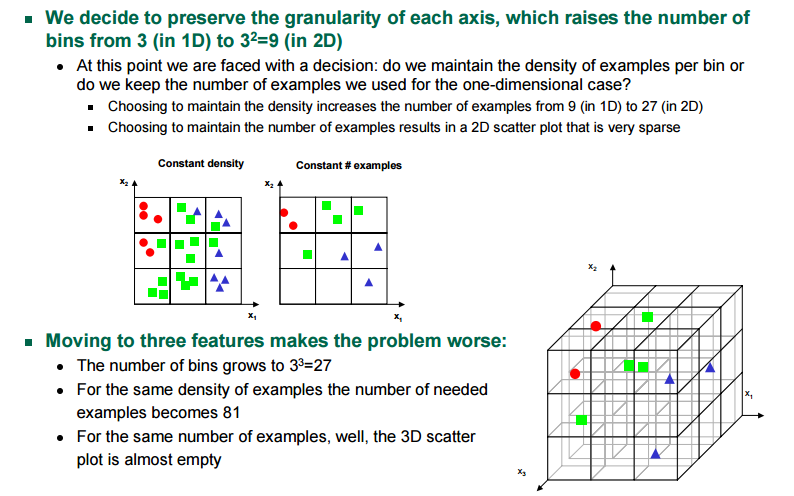 ▪ We decide to preserve the granularity of each axis, which raises the number of
bins from 3 (in 1D) to 3²=9 (in 2D)
• At this point we are faced with a decision: do we maintain the density of examples per bin or
do we keep the number of examples we used for the one-dimensional case?
▪ Choosing to maintain the density increases the number of examples from 9 (in 1D) to 27 (in 2D)
▪ Choosing to maintain the number of examples results in a 2D scatter plot that is very sparse
Constant density
Constant # examples
x₂
x₂
x₁
x₁
▪ Moving to three features makes the problem worse:
• The number of bins grows to 3³=27
• For the same density of examples the number of needed
examples becomes 81
• For the same number of examples, well, the 3D scatter
plot is almost empty
x₂
x₁
x₃